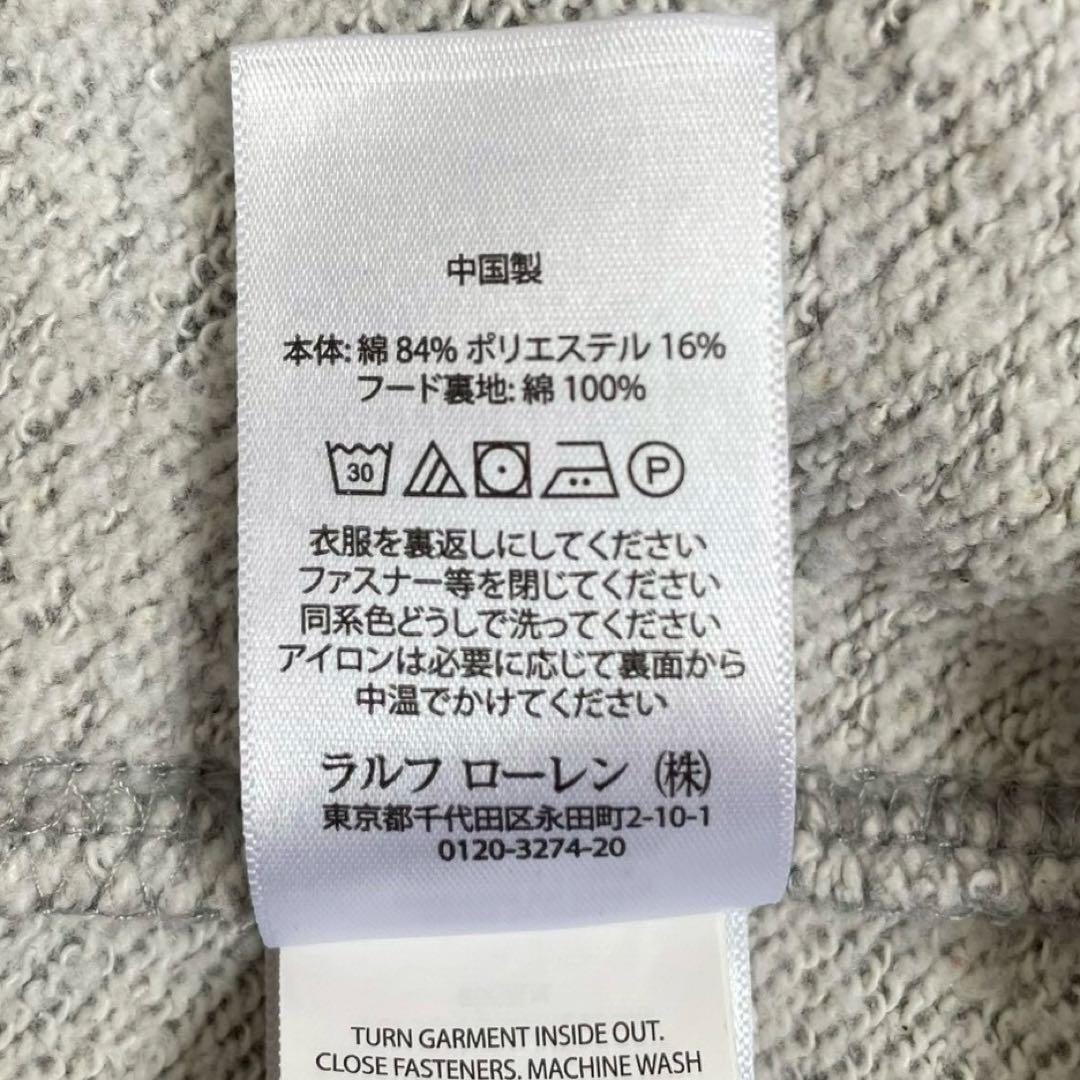 中国製
本体: 綿 84% ポリエステル 16%
フード裏地: 綿 100%
30 P
衣服を裏返しにしてください
ファスナー等を閉じてください
同系色どうしで洗ってください
アイロンは必要に応じて裏面から
中温でかけてください
ラルフ ローレン (株)
東京都千代田区永田町2-10-1
0120-3274-20
TURN GARMENT INSIDE OUT.
CLOSE FASTENERS. MACHINE WASH